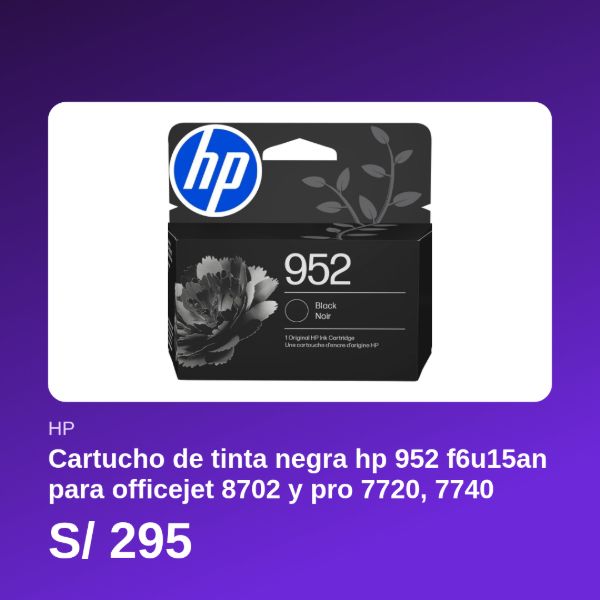 hp
952
Black
Noir
1 Original HP Ink Cartridge
Une cartouche d'encre d'origine HP
HP
Cartucho de tinta negra hp 952 f6u15an
para officejet 8702 y pro 7720, 7740
S/ 295